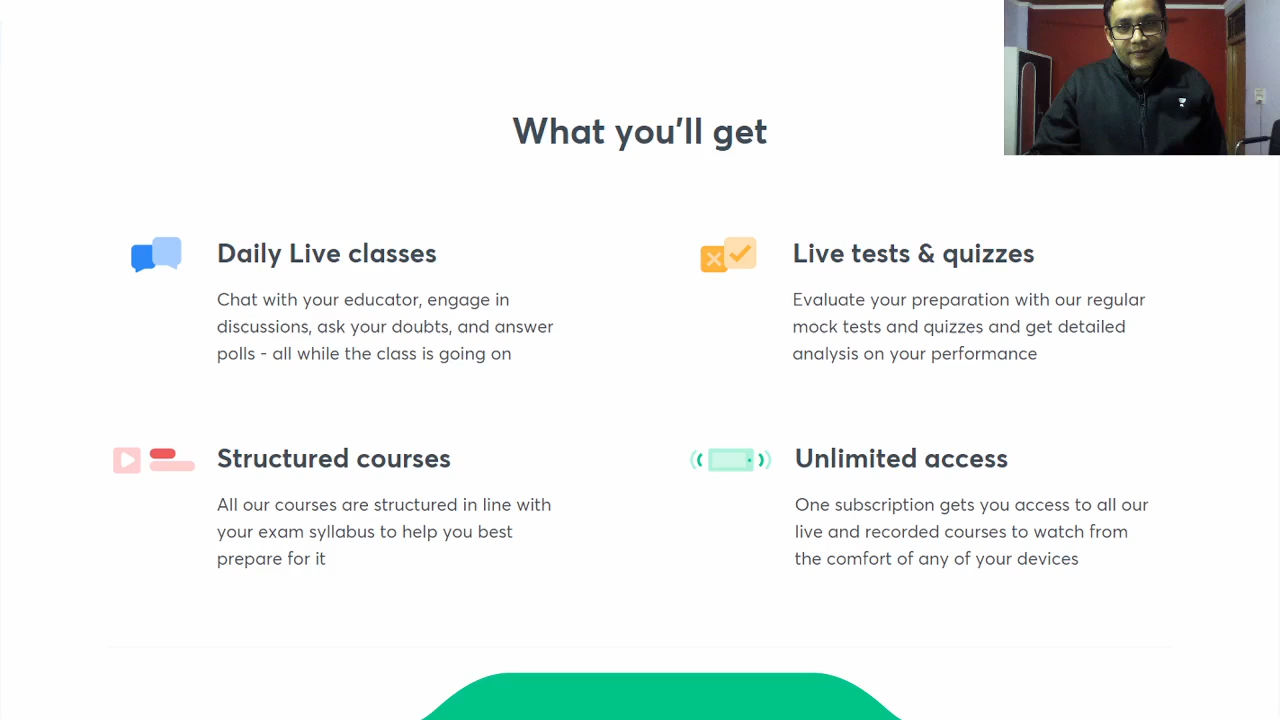 What you'll get
Daily Live classes
Chat with your educator, engage in
discussions, ask your doubts, and answer
polls - all while the class is going on
Live tests & quizzes
Evaluate your preparation with our regular
mock tests and quizzes and get detailed
analysis on your performance
Structured courses
All our courses are structured in line with
your exam syllabus to help you best
prepare for it
Unlimited access
One subscription gets you access to all our
live and recorded courses to watch from
the comfort of any of your devices